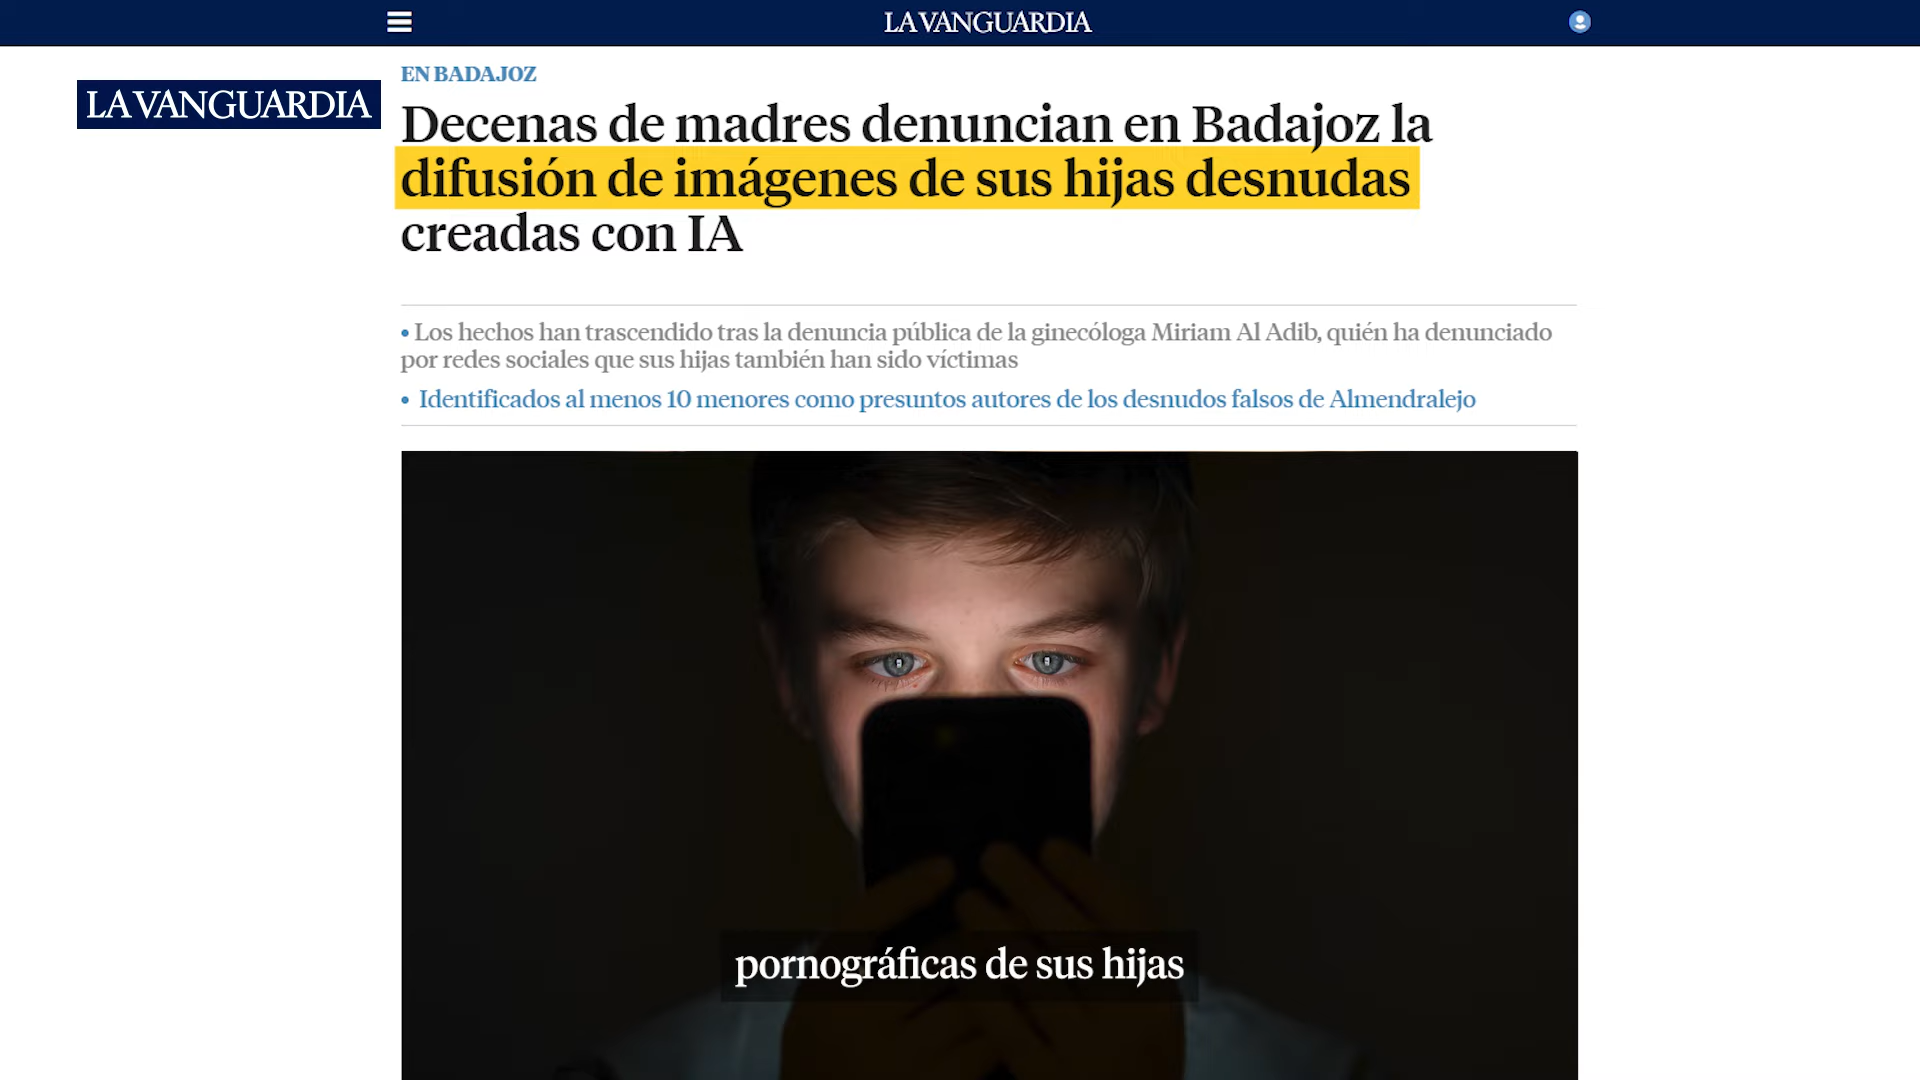 LA VANGUARDIA
LA VANGUARDIA
EN BADAJOZ
Decenas de madres denuncian en Badajoz la
difusión de imágenes de sus hijas desnudas
creadas con IA
• Los hechos han trascendido tras la denuncia pública de la ginecóloga Miriam Al Adib, quién ha denunciado
por redes sociales que sus hijas también han sido víctimas
• Identificados al menos 10 menores como presuntos autores de los desnudos falsos de Almendralejo
pornográficas de sus hijas